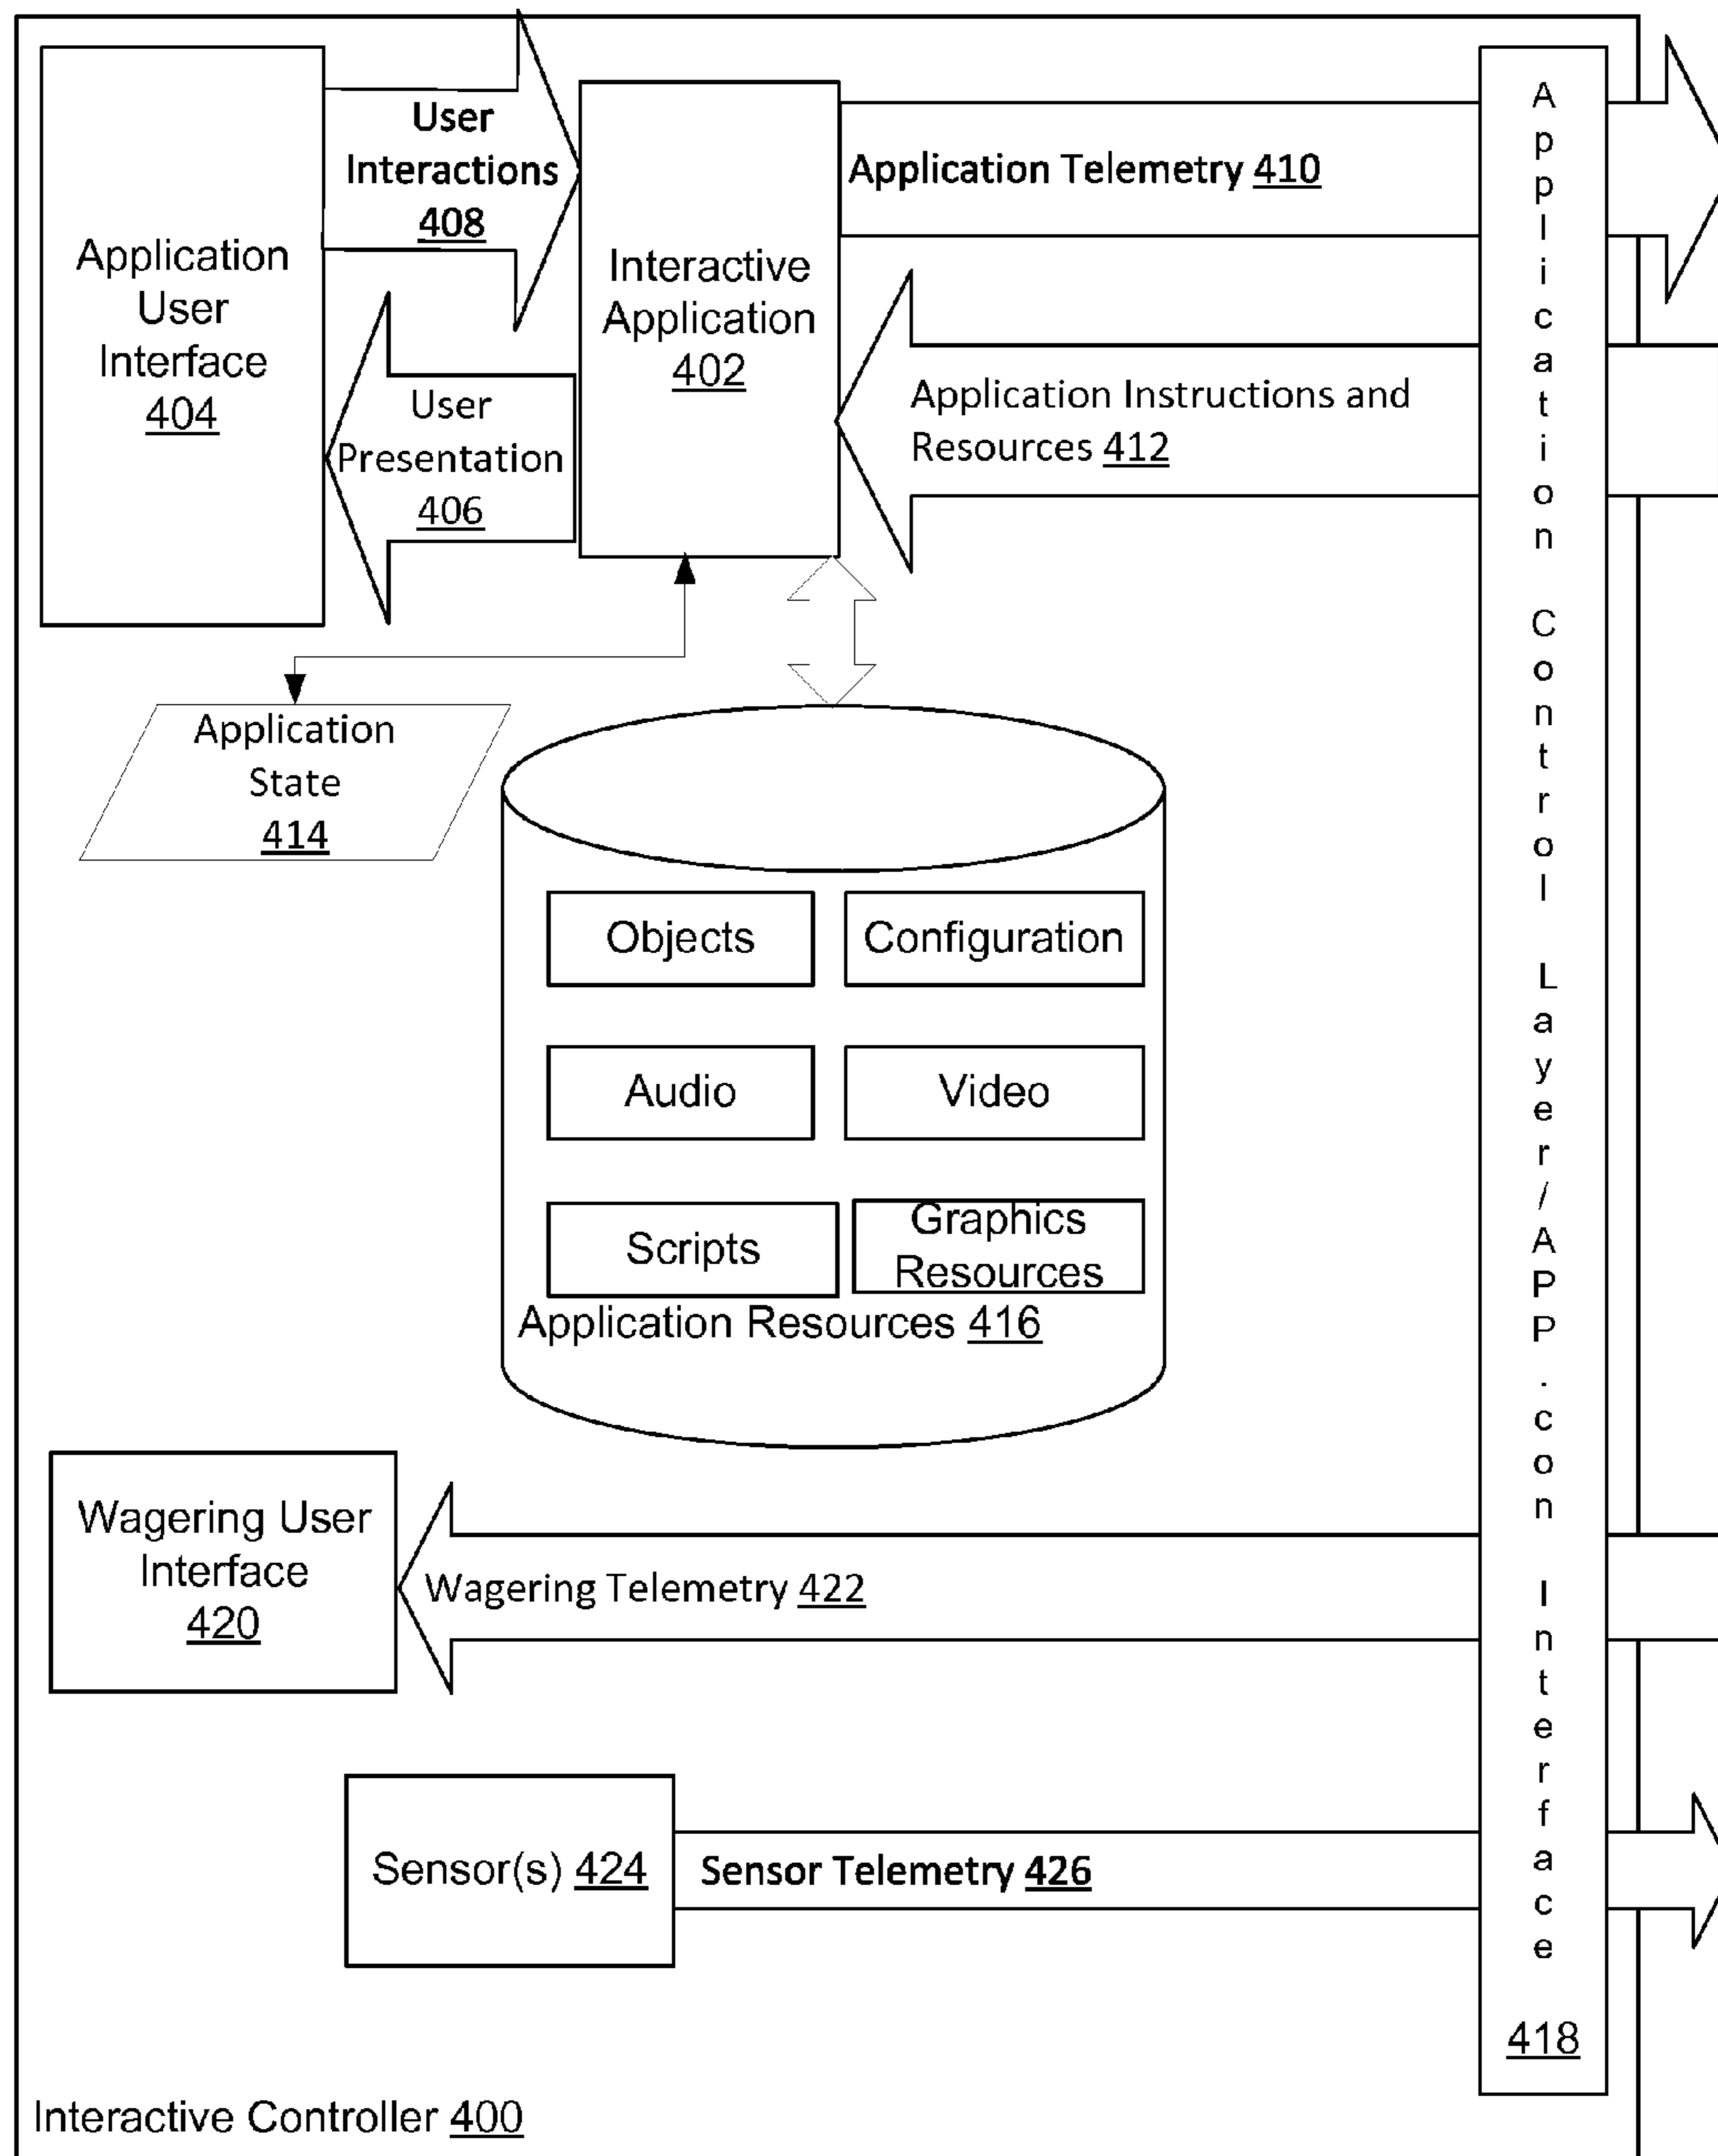 Application
User
Interface
404
User
Interactions
408
User
Presentation
406
Interactive
Application
402
Application Telemetry 410
Application Instructions and
Resources 412
Application
State
414
Objects
Configuration
Audio
Video
Scripts
Graphics
Resources
Application Resources 416
Wagering User
Interface
420
Wagering Telemetry 422
Sensor(s) 424
Sensor Telemetry 426
Application Control Layer/APP.con Interface
418
Interactive Controller 400